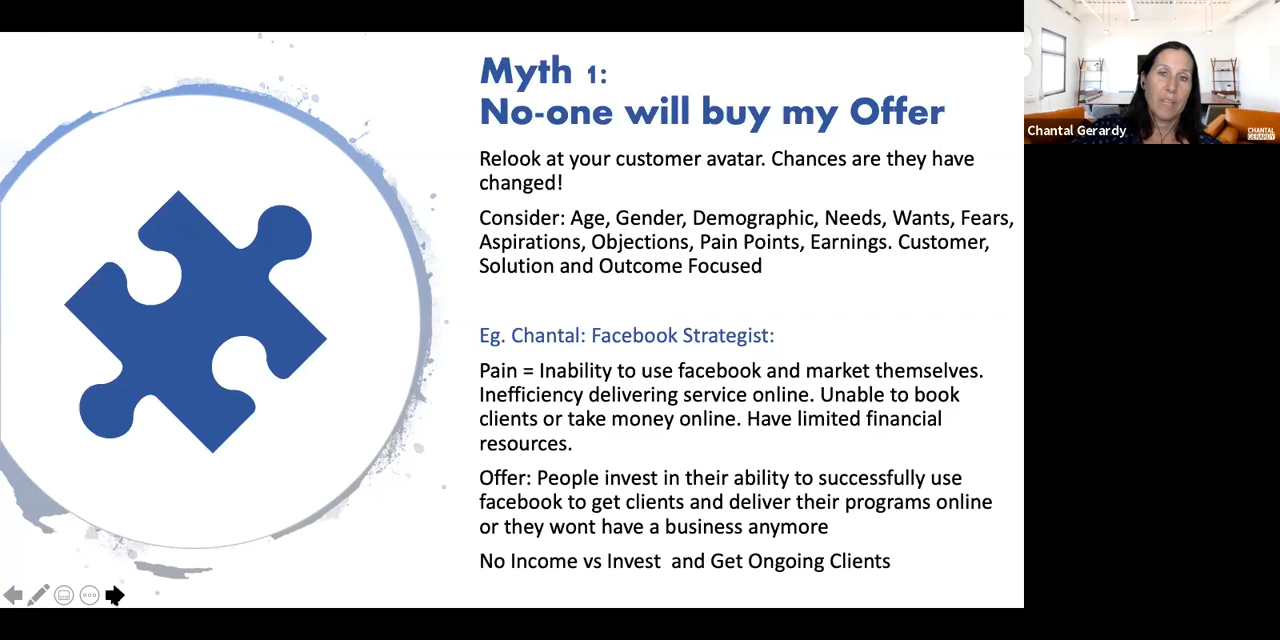 Myth 1:
No-one will buy my Offer
Relook at your customer avatar. Chances are they have
changed!
Consider: Age, Gender, Demographic, Needs, Wants, Fears,
Aspirations, Objections, Pain Points, Earnings. Customer,
Solution and Outcome Focused
Eg. Chantal: Facebook Strategist:
Pain = Inability to use facebook and market themselves.
Inefficiency delivering service online. Unable to book
clients or take money online. Have limited financial
resources.
Offer: People invest in their ability to successfully use
facebook to get clients and deliver their programs online
or they wont have a business anymore
No Income vs Invest  and Get Ongoing Clients
Chantal Gerardy
CHANTAL
GERARDY